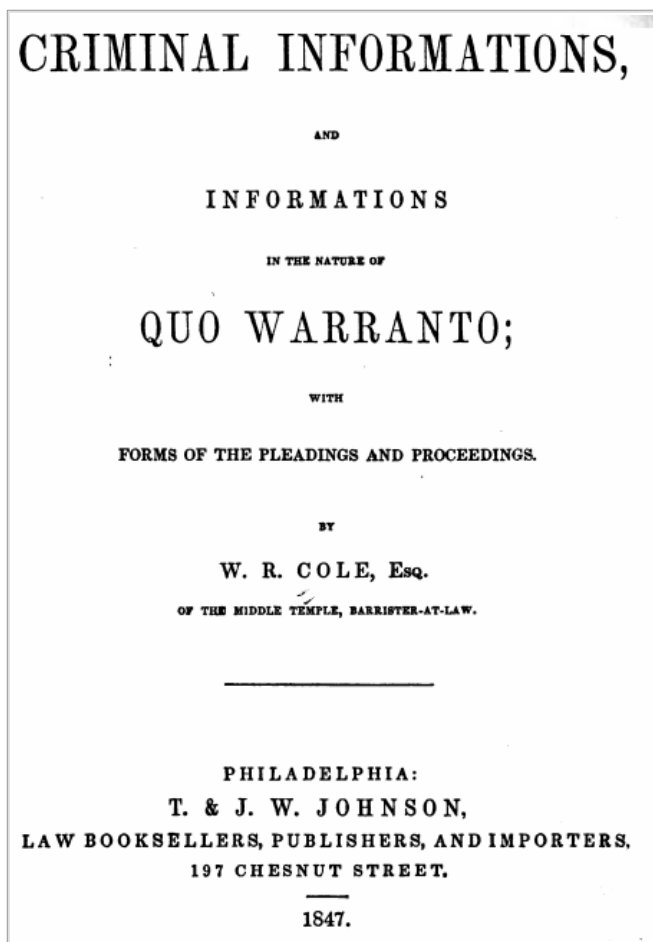 CRIMINAL INFORMATIONS,
AND
INFORMATIONS
IN THE NATURE OF
QUO WARRANTO;
WITH
FORMS OF THE PLEADINGS AND PROCEEDINGS.
BY
W. R. COLE, Esq.
OF THE MIDDLE TEMPLE, BARRISTER-AT-LAW.
PHILADELPHIA:
T. & J. W. JOHNSON,
LAW BOOKSELLERS, PUBLISHERS, AND IMPORTERS,
197 CHESNUT STREET.
1847.